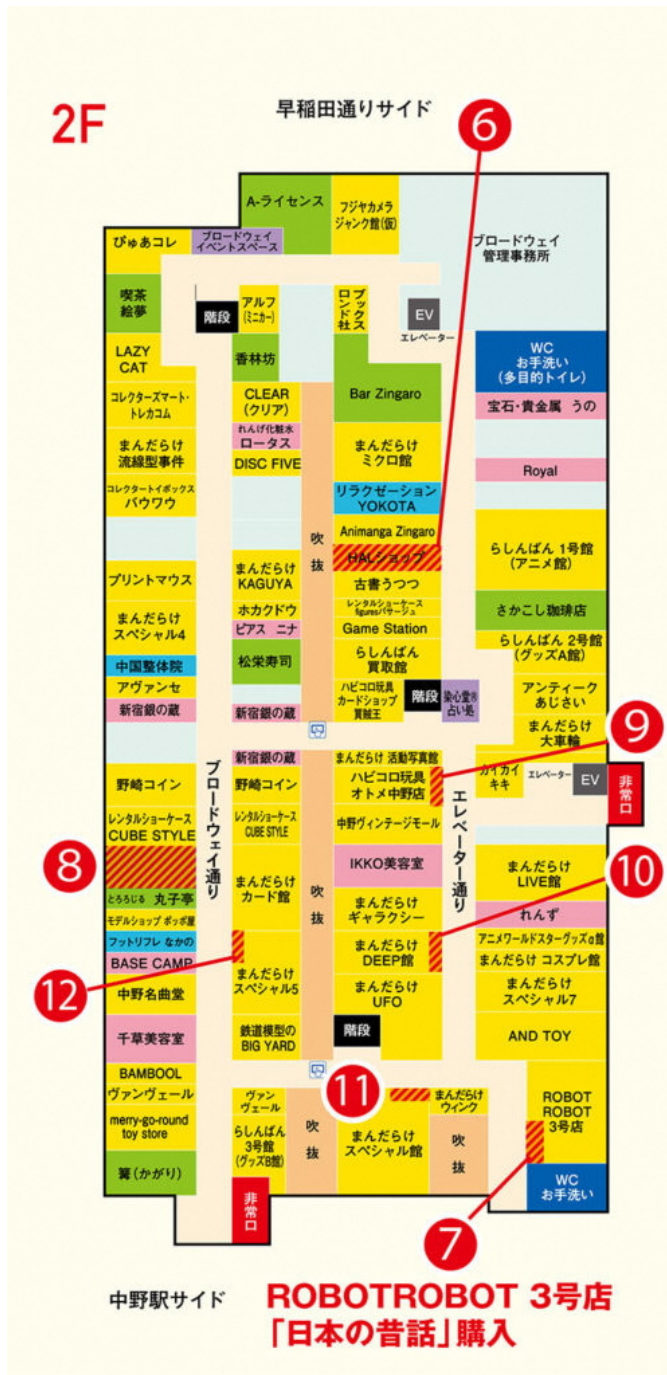 2F
早稲田通りサイド
6
A-ライセンス
フジヤカメラ
ジャンク館(仮)
ブロードウェイ
管理事務所
ぴゅあコレ
ブロードウェイ
イベントスペース
喫茶
絵夢
階段
アルフ
(ミニカー)
ブックス
ロンド社
EV
エレベーター
LAZY
CAT
香林坊
WC
お手洗い
(多目的トイレ)
コレクターズマート・
トレカコム
CLEAR
(クリア)
Bar Zingaro
宝石・貴金属 うの
れんげ化粧水
ロータス
まんだらけ
流線型事件
DISC FIVE
まんだらけ
ミクロ館
Royal
コレクタートイボックス
バウワウ
リラクゼーション
YOKOTA
吹抜
Animanga Zingaro
HALショップ
らしんばん 1号館
(アニメ館)
プリントマウス
まんだらけ
KAGUYA
古書うつつ
まんだらけ
スペシャル4
ホカクドウ
レンタルショーケース
figuresパサージュ
さかこし珈琲店
ピアス ニナ
Game Station
らしんばん 2号館
(グッズA館)
中国整体院
松栄寿司
らしんばん
買取館
アヴァンセ
ハビコロ玩具
カードショップ
買賊王
階段
染心堂®
占い処
アンティーク
あじさい
新宿銀の蔵
新宿銀の蔵
まんだらけ
大車輪
9
新宿銀の蔵
まんだらけ 活動写真館
野崎コイン
ブロードウェイ通り
野崎コイン
ハビコロ玩具
オトメ中野店
エレベーター通り
カイカイ
キキ
エレベーター
EV
非常口
レンタルショーケース
CUBE STYLE
レンタルショーケース
CUBE STYLE
中野ヴィンテージモール
8
IKKO美容室
まんだらけ
LIVE館
10
とろろじる 丸子亭
まんだらけ
カード館
吹抜
まんだらけ
ギャラクシー
れんず
モデルショップ ポッポ屋
フットリフレ なかの
まんだらけ
DEEP館
アニメワールドスターグッズα館
BASE CAMP
まんだらけ コスプレ館
12
まんだらけ
スペシャル5
中野名曲堂
まんだらけ
UFO
まんだらけ
スペシャル7
千草美容室
鉄道模型の
BIG YARD
階段
AND TOY
BAMBOOL
11
ヴァンヴェール
ヴァン
ヴェール
まんだらけ
ウィンク
ROBOT
ROBOT
3号店
merry-go-round
toy store
らしんばん
3号館
(グッズB館)
吹抜
まんだらけ
スペシャル館
吹抜
篝(かがり)
非常口
WC
お手洗い
7
中野駅サイド
ROBOTROBOT 3号店
「日本の昔話」購入